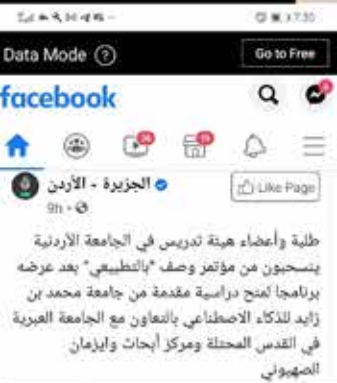 Data Mode ?
Go to Free
facebook
الجزيرة - الأردن
Like Page
9h
طلبة وأعضاء هيئة تدريس في الجامعة الأردنية
ينسحبون من مؤتمر وصف "بالتطبيعي" بعد عرضه
برنامجا لمنح دراسية مقدمة من جامعة محمد بن
زايد للذكاء الاصطناعي بالتعاون مع الجامعة العبرية
في القدس المحتلة ومركز أبحاث وايزمان
الصهيوني